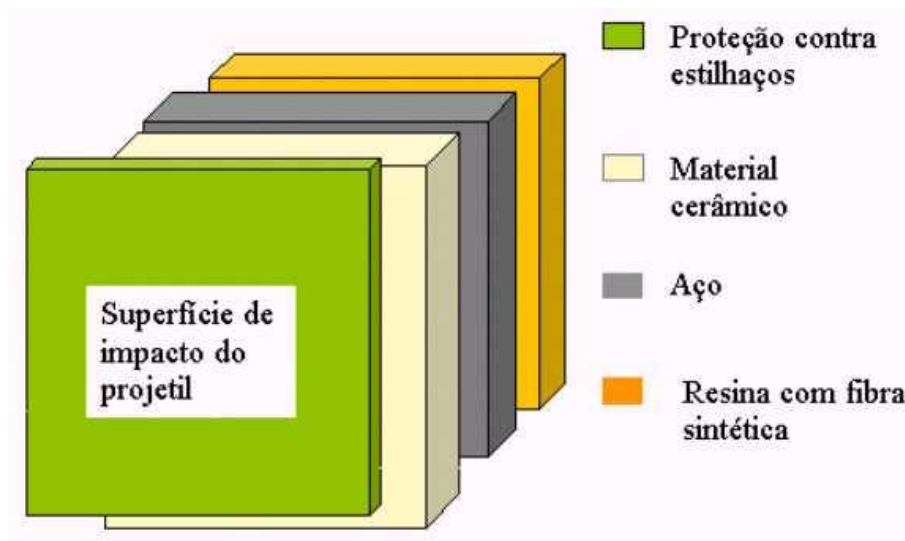 Superfície de
impacto do
projetil
Proteção contra
estilhaços
Material
cerâmico
Aço
Resina com fibra
sintética